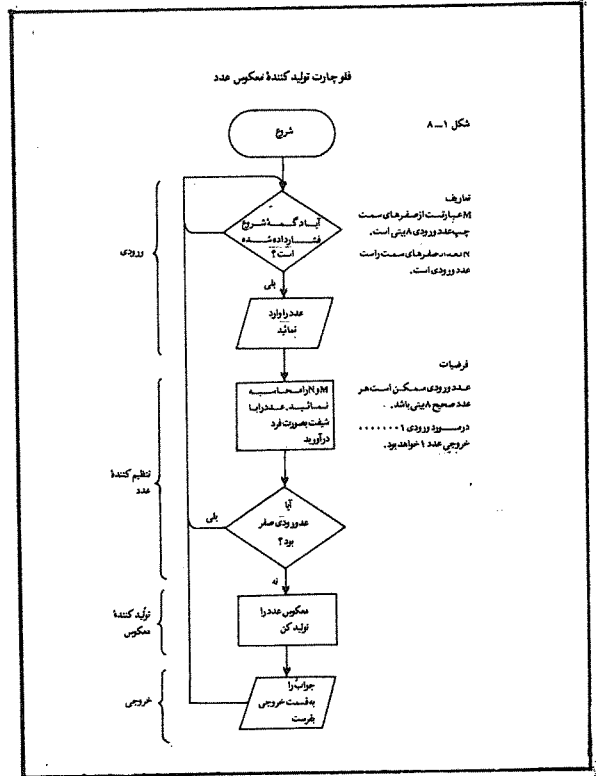 فلوچارت تولید کنندهٔ معکوس عدد
شکل ۱ــ۸
شروع
تعاریف
M عبارتست از صفرهای سمت
چپ عدد ورودی ۸ بیتی است.
N تعداد صفرهای سمت راست
عدد ورودی است.
آیا دگمهٔ شروع
فشار داده شده
است؟
ورودی
بلی
عدد را وارد
نمائید
فرضیات
عدد ورودی ممکن است هر
عدد صحیح ۸ بیتی باشد.
در مورد ورودی ۰۰۰۰۰۰۰۱
خروجی عدد ۱ خواهد بود.
M و N را محاسبه
نمائید. عدد را با
شیفت بصورت فرد
درآورید
تنظیم کنندهٔ
عدد
آیا
عدد ورودی صفر
بود؟
بلی
نه
معکوس عدد را
تولید کن
تولید کنندهٔ
معکوس
جواب را
به قسمت خروجی
بفرست
خروجی